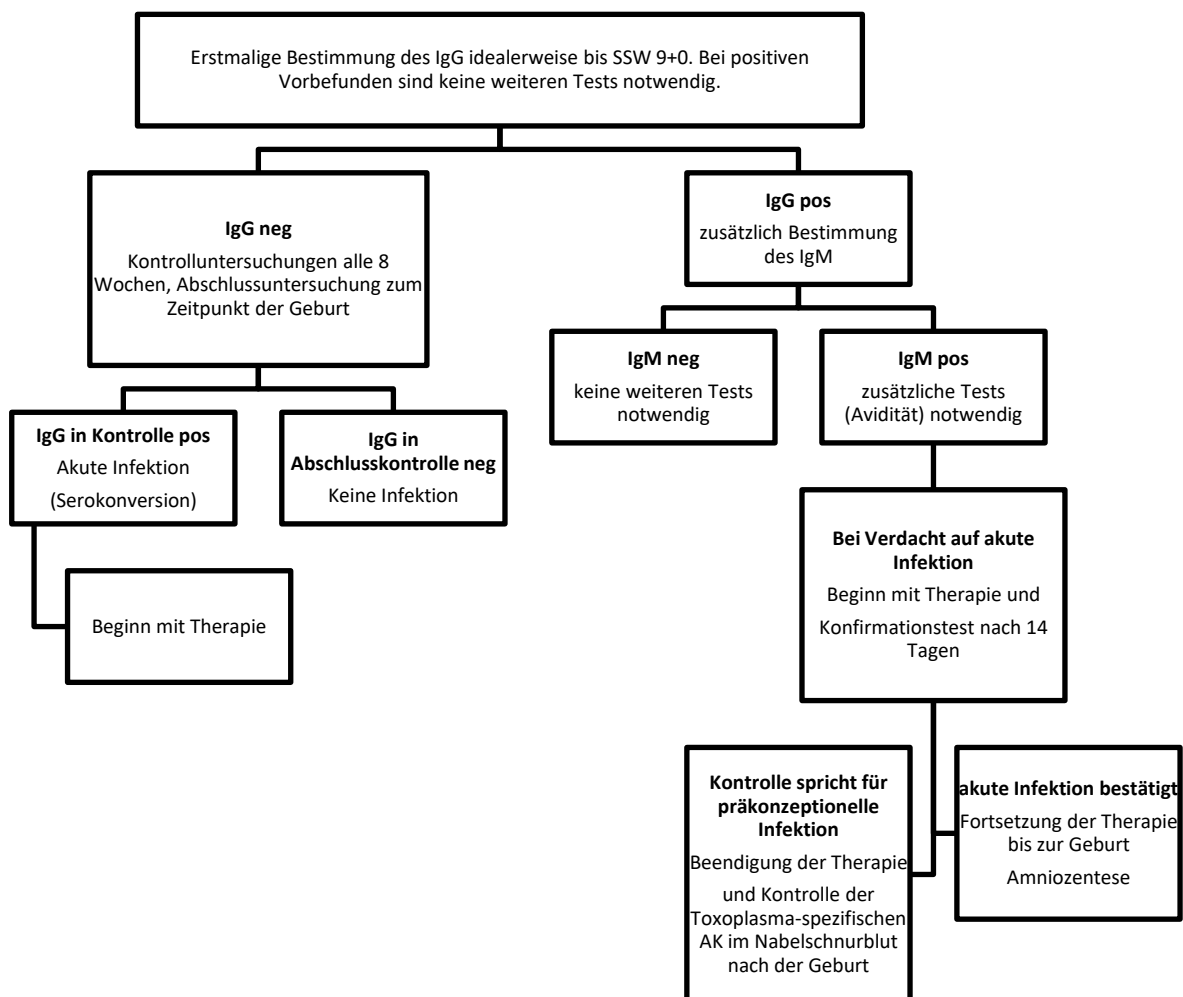 Erstmalige Bestimmung des IgG idealerweise bis SSW 9+0. Bei positiven
Vorbefunden sind keine weiteren Tests notwendig.
IgG neg
Kontrolluntersuchungen alle 8
Wochen, Abschlussuntersuchung zum
Zeitpunkt der Geburt
IgG pos
zusätzlich Bestimmung
des IgM
IgM neg
keine weiteren Tests
notwendig
IgM pos
zusätzliche Tests
(Avidität) notwendig
IgG in Kontrolle pos
Akute Infektion
(Serokonversion)
IgG in
Abschlusskontrolle neg
Keine Infektion
Beginn mit Therapie
Bei Verdacht auf akute
Infektion
Beginn mit Therapie und
Konfirmationstest nach 14
Tagen
Kontrolle spricht für
präkonzeptionelle
Infektion
Beendigung der Therapie
und Kontrolle der
Toxoplasma-spezifischen
AK im Nabelschnurblut
nach der Geburt
akute Infektion bestätigt
Fortsetzung der Therapie
bis zur Geburt
Amniozentese